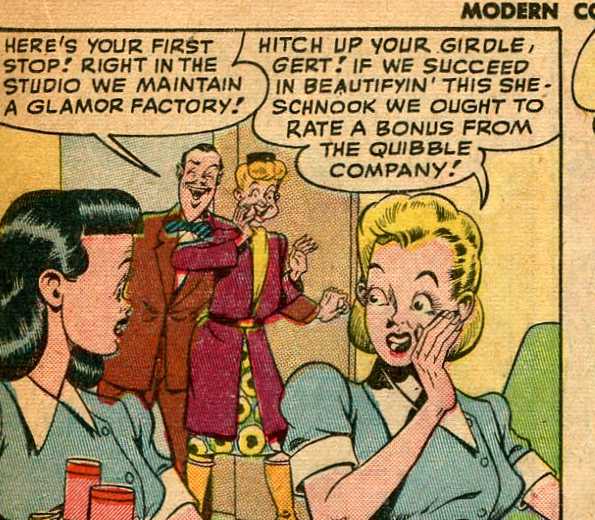 MODERN CO
HERE'S YOUR FIRST
STOP! RIGHT IN THE
STUDIO WE MAINTAIN
A GLAMOR FACTORY!
HITCH UP YOUR GIRDLE,
GERT! IF WE SUCCEED
IN BEAUTIFYIN' THIS SHE-
SCHNOOK WE OUGHT TO
RATE A BONUS FROM
THE QUIBBLE
COMPANY!